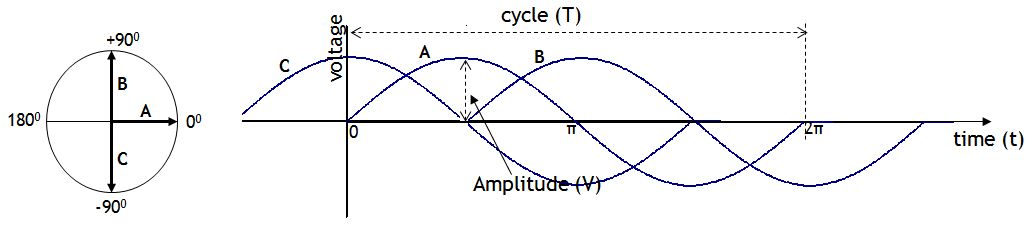 +90⁰
B
A
180⁰
0⁰
C
-90⁰
cycle (T)
voltage
C
A
B
0
π
2π
time (t)
Amplitude (V)